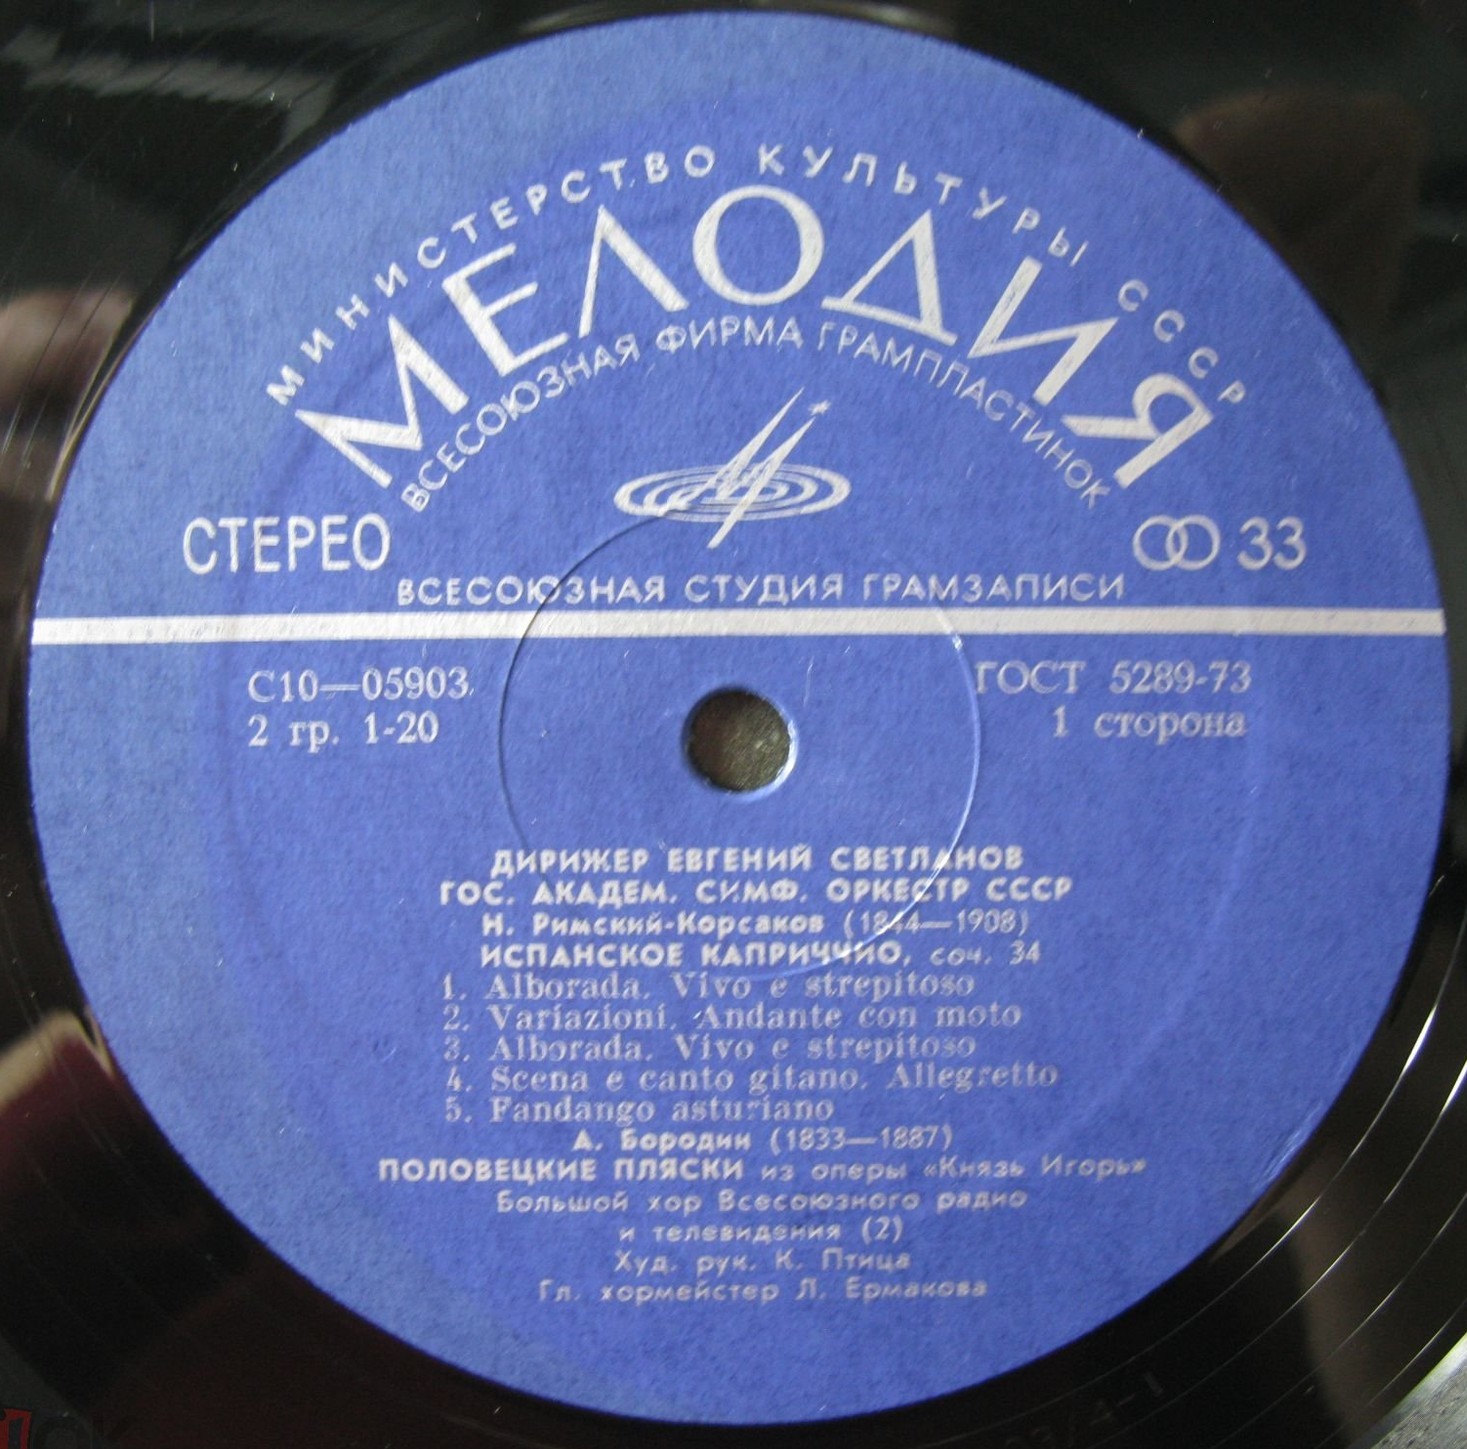 МИНИСТЕРСТВО КУЛЬТУРЫ СССР
МЕЛОДИЯ
ВСЕСОЮЗНАЯ ФИРМА ГРАМПЛАСТИНОК
СТЕРЕО
33
ВСЕСОЮЗНАЯ СТУДИЯ ГРАМЗАПИСИ
С10—05903
ГОСТ 5289-73
2 гр. 1-20
1 сторона
ДИРИЖЕР ЕВГЕНИЙ СВЕТЛАНОВ
ГОС. АКАДЕМ. СИМФ. ОРКЕСТР СССР
Н. Римский-Корсаков (1844—1908)
ИСПАНСКОЕ КАПРИЧЧИО, соч. 34
1. Alborada. Vivo e strepitoso
2. Variazioni. Andante con moto
3. Alborada. Vivo e strepitoso
4. Scena e canto gitano. Allegretto
5. Fandango asturiano
А. Бородин (1833—1887)
ПОЛОВЕЦКИЕ ПЛЯСКИ из оперы «Князь Игорь»
Большой хор Всесоюзного радио
и телевидения (2)
Худ. рук. К. Птица
Гл. хормейстер Л. Ермакова